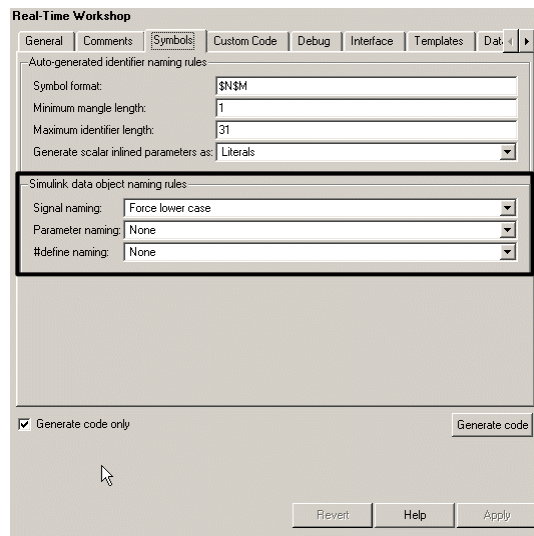 Real-Time Workshop
General Comments Symbols Custom Code Debug Interface Templates Dat
Auto-generated identifier naming rules
Symbol format: $N$M
Minimum mangle length: 1
Maximum identifier length: 31
Generate scalar inlined parameters as: Literals
Simulink data object naming rules
Signal naming: Force lower case
Parameter naming: None
#define naming: None
Generate code only Generate code
Revert Help Apply